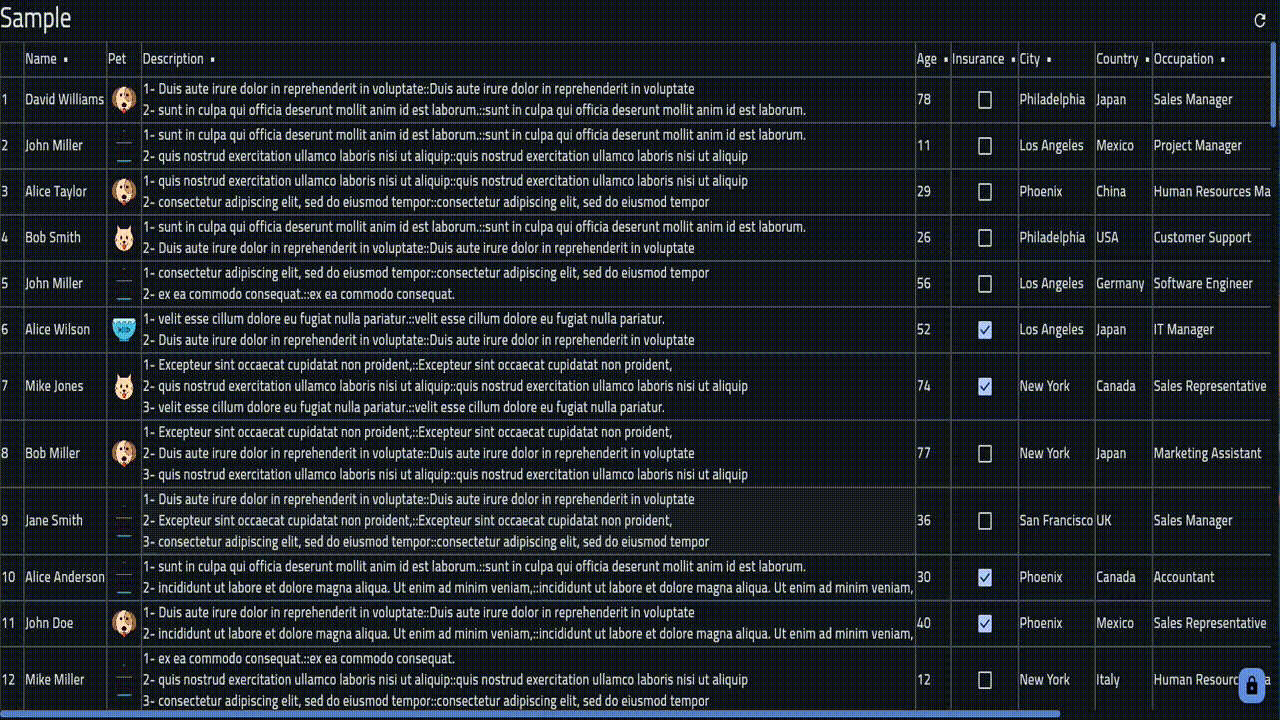 Sample
Name Pet Description Age Insurance City Country Occupation
1 David Williams 1- Duis aute irure dolor in reprehenderit in voluptate::Duis aute irure dolor in reprehenderit in voluptate 78 Philadelphia Japan Sales Manager
2- sunt in culpa qui officia deserunt mollit anim id est laborum.::sunt in culpa qui officia deserunt mollit anim id est laborum.
2 John Miller 1- sunt in culpa qui officia deserunt mollit anim id est laborum.::sunt in culpa qui officia deserunt mollit anim id est laborum. 11 Los Angeles Mexico Project Manager
2- quis nostrud exercitation ullamco laboris nisi ut aliquip::quis nostrud exercitation ullamco laboris nisi ut aliquip
3 Alice Taylor 1- quis nostrud exercitation ullamco laboris nisi ut aliquip::quis nostrud exercitation ullamco laboris nisi ut aliquip 29 Phoenix China Human Resources Ma
2- consectetur adipiscing elit, sed do eiusmod tempor::consectetur adipiscing elit, sed do eiusmod tempor
4 Bob Smith 1- sunt in culpa qui officia deserunt mollit anim id est laborum.::sunt in culpa qui officia deserunt mollit anim id est laborum. 26 Philadelphia USA Customer Support
2- Duis aute irure dolor in reprehenderit in voluptate::Duis aute irure dolor in reprehenderit in voluptate
5 John Miller 1- consectetur adipiscing elit, sed do eiusmod tempor::consectetur adipiscing elit, sed do eiusmod tempor 56 Los Angeles Germany Software Engineer
2- ex ea commodo consequat.::ex ea commodo consequat.
6 Alice Wilson 1- velit esse cillum dolore eu fugiat nulla pariatur.::velit esse cillum dolore eu fugiat nulla pariatur. 52 Los Angeles Japan IT Manager
2- Duis aute irure dolor in reprehenderit in voluptate::Duis aute irure dolor in reprehenderit in voluptate
7 Mike Jones 1- Excepteur sint occaecat cupidatat non proident,::Excepteur sint occaecat cupidatat non proident, 74 New York Canada Sales Representative
2- quis nostrud exercitation ullamco laboris nisi ut aliquip::quis nostrud exercitation ullamco laboris nisi ut aliquip
3- velit esse cillum dolore eu fugiat nulla pariatur.::velit esse cillum dolore eu fugiat nulla pariatur.
8 Bob Miller 1- Excepteur sint occaecat cupidatat non proident,::Excepteur sint occaecat cupidatat non proident, 77 New York Japan Marketing Assistant
2- Duis aute irure dolor in reprehenderit in voluptate::Duis aute irure dolor in reprehenderit in voluptate
3- quis nostrud exercitation ullamco laboris nisi ut aliquip::quis nostrud exercitation ullamco laboris nisi ut aliquip
9 Jane Smith 1- Duis aute irure dolor in reprehenderit in voluptate::Duis aute irure dolor in reprehenderit in voluptate 36 San Francisco UK Sales Manager
2- Excepteur sint occaecat cupidatat non proident,::Excepteur sint occaecat cupidatat non proident,
3- consectetur adipiscing elit, sed do eiusmod tempor::consectetur adipiscing elit, sed do eiusmod tempor
10 Alice Anderson 1- sunt in culpa qui officia deserunt mollit anim id est laborum.::sunt in culpa qui officia deserunt mollit anim id est laborum. 30 Phoenix Canada Accountant
2- incididunt ut labore et dolore magna aliqua. Ut enim ad minim veniam,::incididunt ut labore et dolore magna aliqua. Ut enim ad minim veniam,
11 John Doe 1- Duis aute irure dolor in reprehenderit in voluptate::Duis aute irure dolor in reprehenderit in voluptate 40 Phoenix Mexico Sales Representative
2- incididunt ut labore et dolore magna aliqua. Ut enim ad minim veniam,::incididunt ut labore et dolore magna aliqua. Ut enim ad minim veniam,
12 Mike Miller 1- ex ea commodo consequat.::ex ea commodo consequat. 12 New York Italy Human
2- quis nostrud exercitation ullamco laboris nisi ut aliquip::quis nostrud exercitation ullamco laboris nisi ut aliquip
3- consectetur adipiscing elit, sed do eiusmod tempor::consectetur adipiscing elit, sed do eiusmod tempor